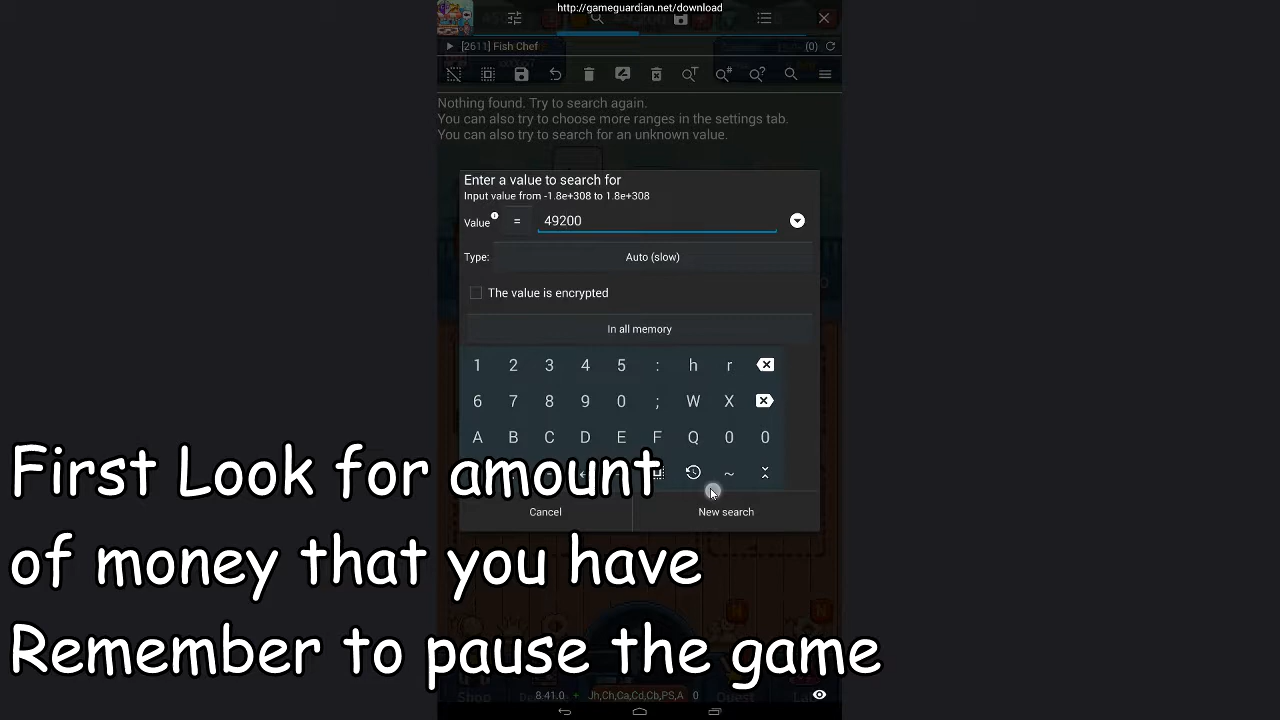 http://gameguardian.net/download
[2611] Fish Chef
(0)
Nothing found. Try to search again.
You can also try to choose more ranges in the settings tab.
You can also try to search for an unknown value.
Enter a value to search for
Input value from -1.8e+308 to 1.8e+308
Value = 49200
Type: Auto (slow)
The value is encrypted
In all memory
1 2 3 4 5 : h r
6 7 8 9 0 ; W X
A B C D E F Q 0 0
~
Cancel New search
First Look for amount
of money that you have
Remember to pause the game
Shop Quest
8.41.0 + Jh,Ch,Ca,Cd,Cb,PS,A 0